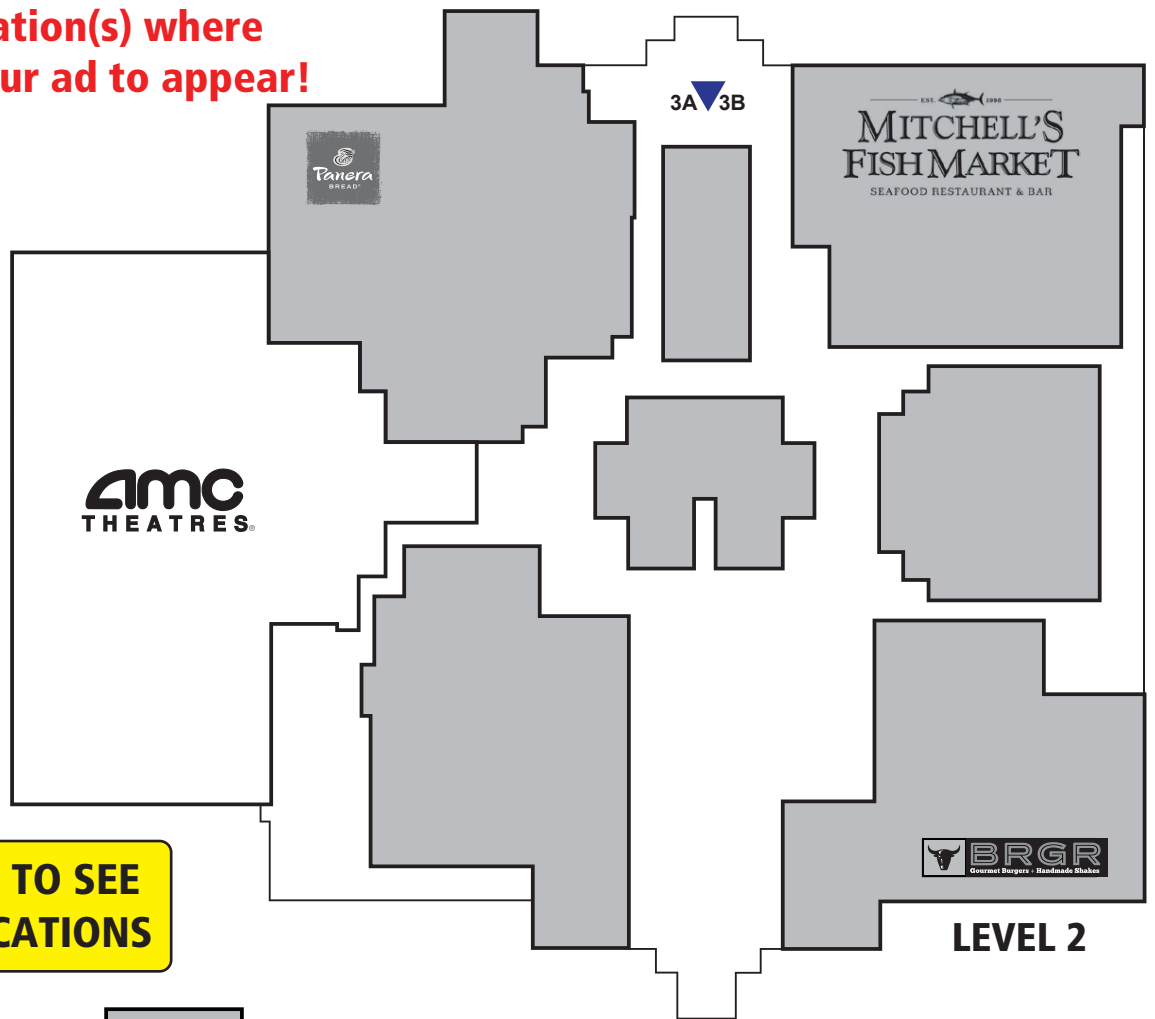 ation(s) where
ur ad to appear!
3A 3B
EST. 1998
MITCHELL'S
FISH MARKET
SEAFOOD RESTAURANT & BAR
Panera
BREAD®
amc
THEATRES®
BRGR
Gourmet Burgers + Handmade Shakes
TO SEE
CATIONS
LEVEL 2